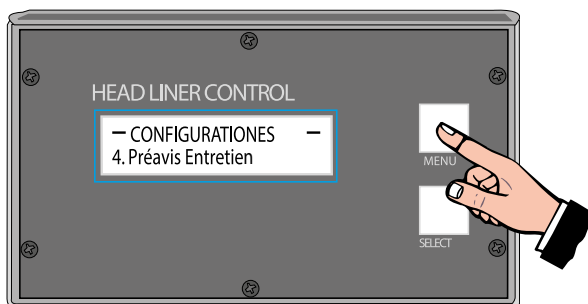 HEAD LINER CONTROL
– CONFIGURATIONES –
4. Préavis Entretien
MENU
SELECT